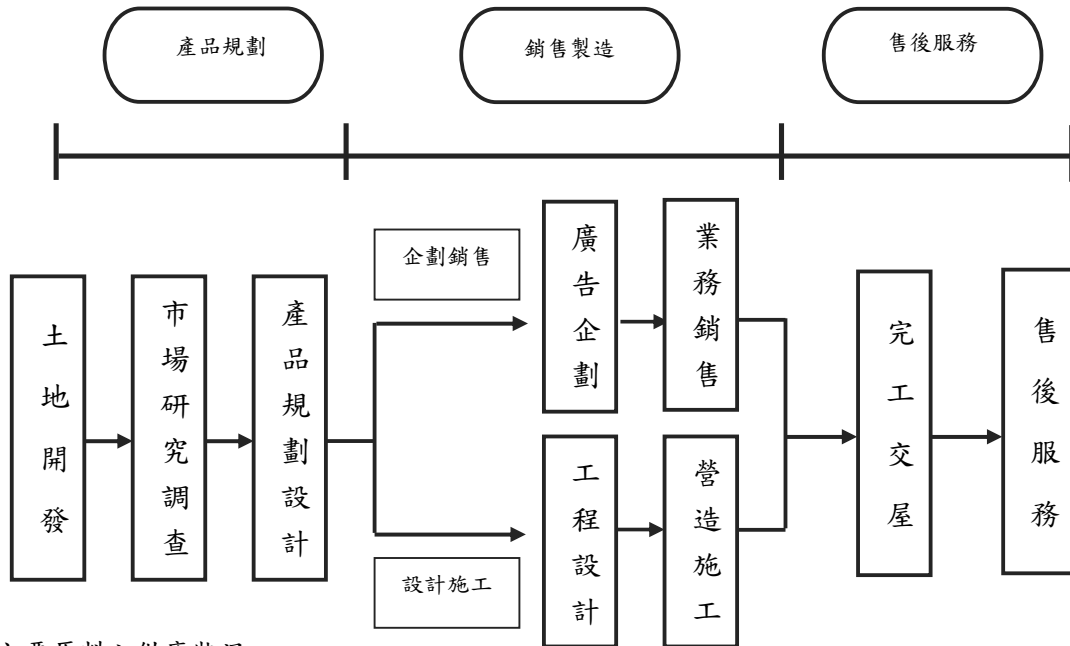 產品規劃
銷售製造
售後服務
企劃銷售
廣告企劃
業務銷售
土地開發
市場研究調查
產品規劃設計
完工交屋
售後服務
設計施工
工程設計
營造施工